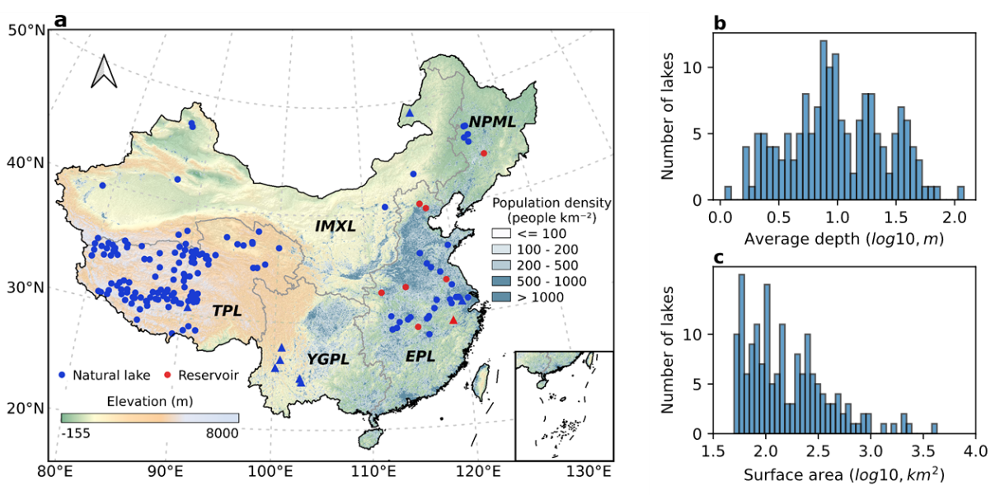 a
50°N
40°N
30°N
20°N
80°E
90°E
100°E
110°E
120°E
130°E
NPML
IMXL
TPL
YGPL
EPL
Population density
(people km⁻²)
<= 100
100 - 200
200 - 500
500 - 1000
> 1000
Natural lake
Reservoir
Elevation (m)
-155
8000
b
Number of lakes
10
5
0
0.0
0.5
1.0
1.5
2.0
Average depth (log10, m)
c
Number of lakes
10
5
0
1.5
2.0
2.5
3.0
3.5
4.0
Surface area (log10, km²)